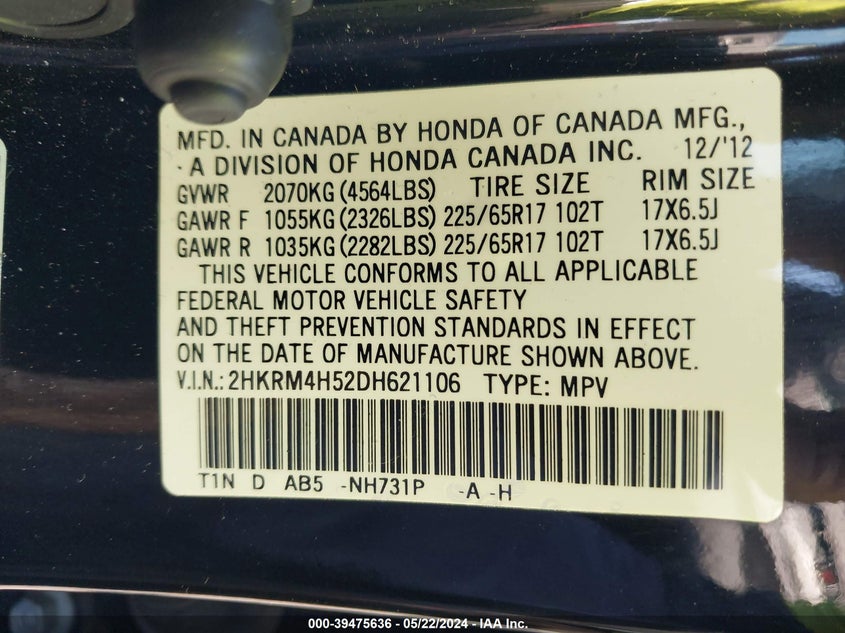 MFD. IN CANADA BY HONDA OF CANADA MFG.,
A DIVISION OF HONDA CANADA INC. 12/'12
GVWR 2070KG (4564LBS) TIRE SIZE RIM SIZE
GAWR F 1055KG (2326LBS) 225/65R17 102T 17X6.5J
GAWR R 1035KG (2282LBS) 225/65R17 102T 17X6.5J
THIS VEHICLE CONFORMS TO ALL APPLICABLE
FEDERAL MOTOR VEHICLE SAFETY
AND THEFT PREVENTION STANDARDS IN EFFECT
ON THE DATE OF MANUFACTURE SHOWN ABOVE.
V.I.N.: 2HKRM4H52DH621106 TYPE: MPV
T1N D AB5 -NH731P -A -H
000-39475636 - 05/22/2024 - IAA Inc.